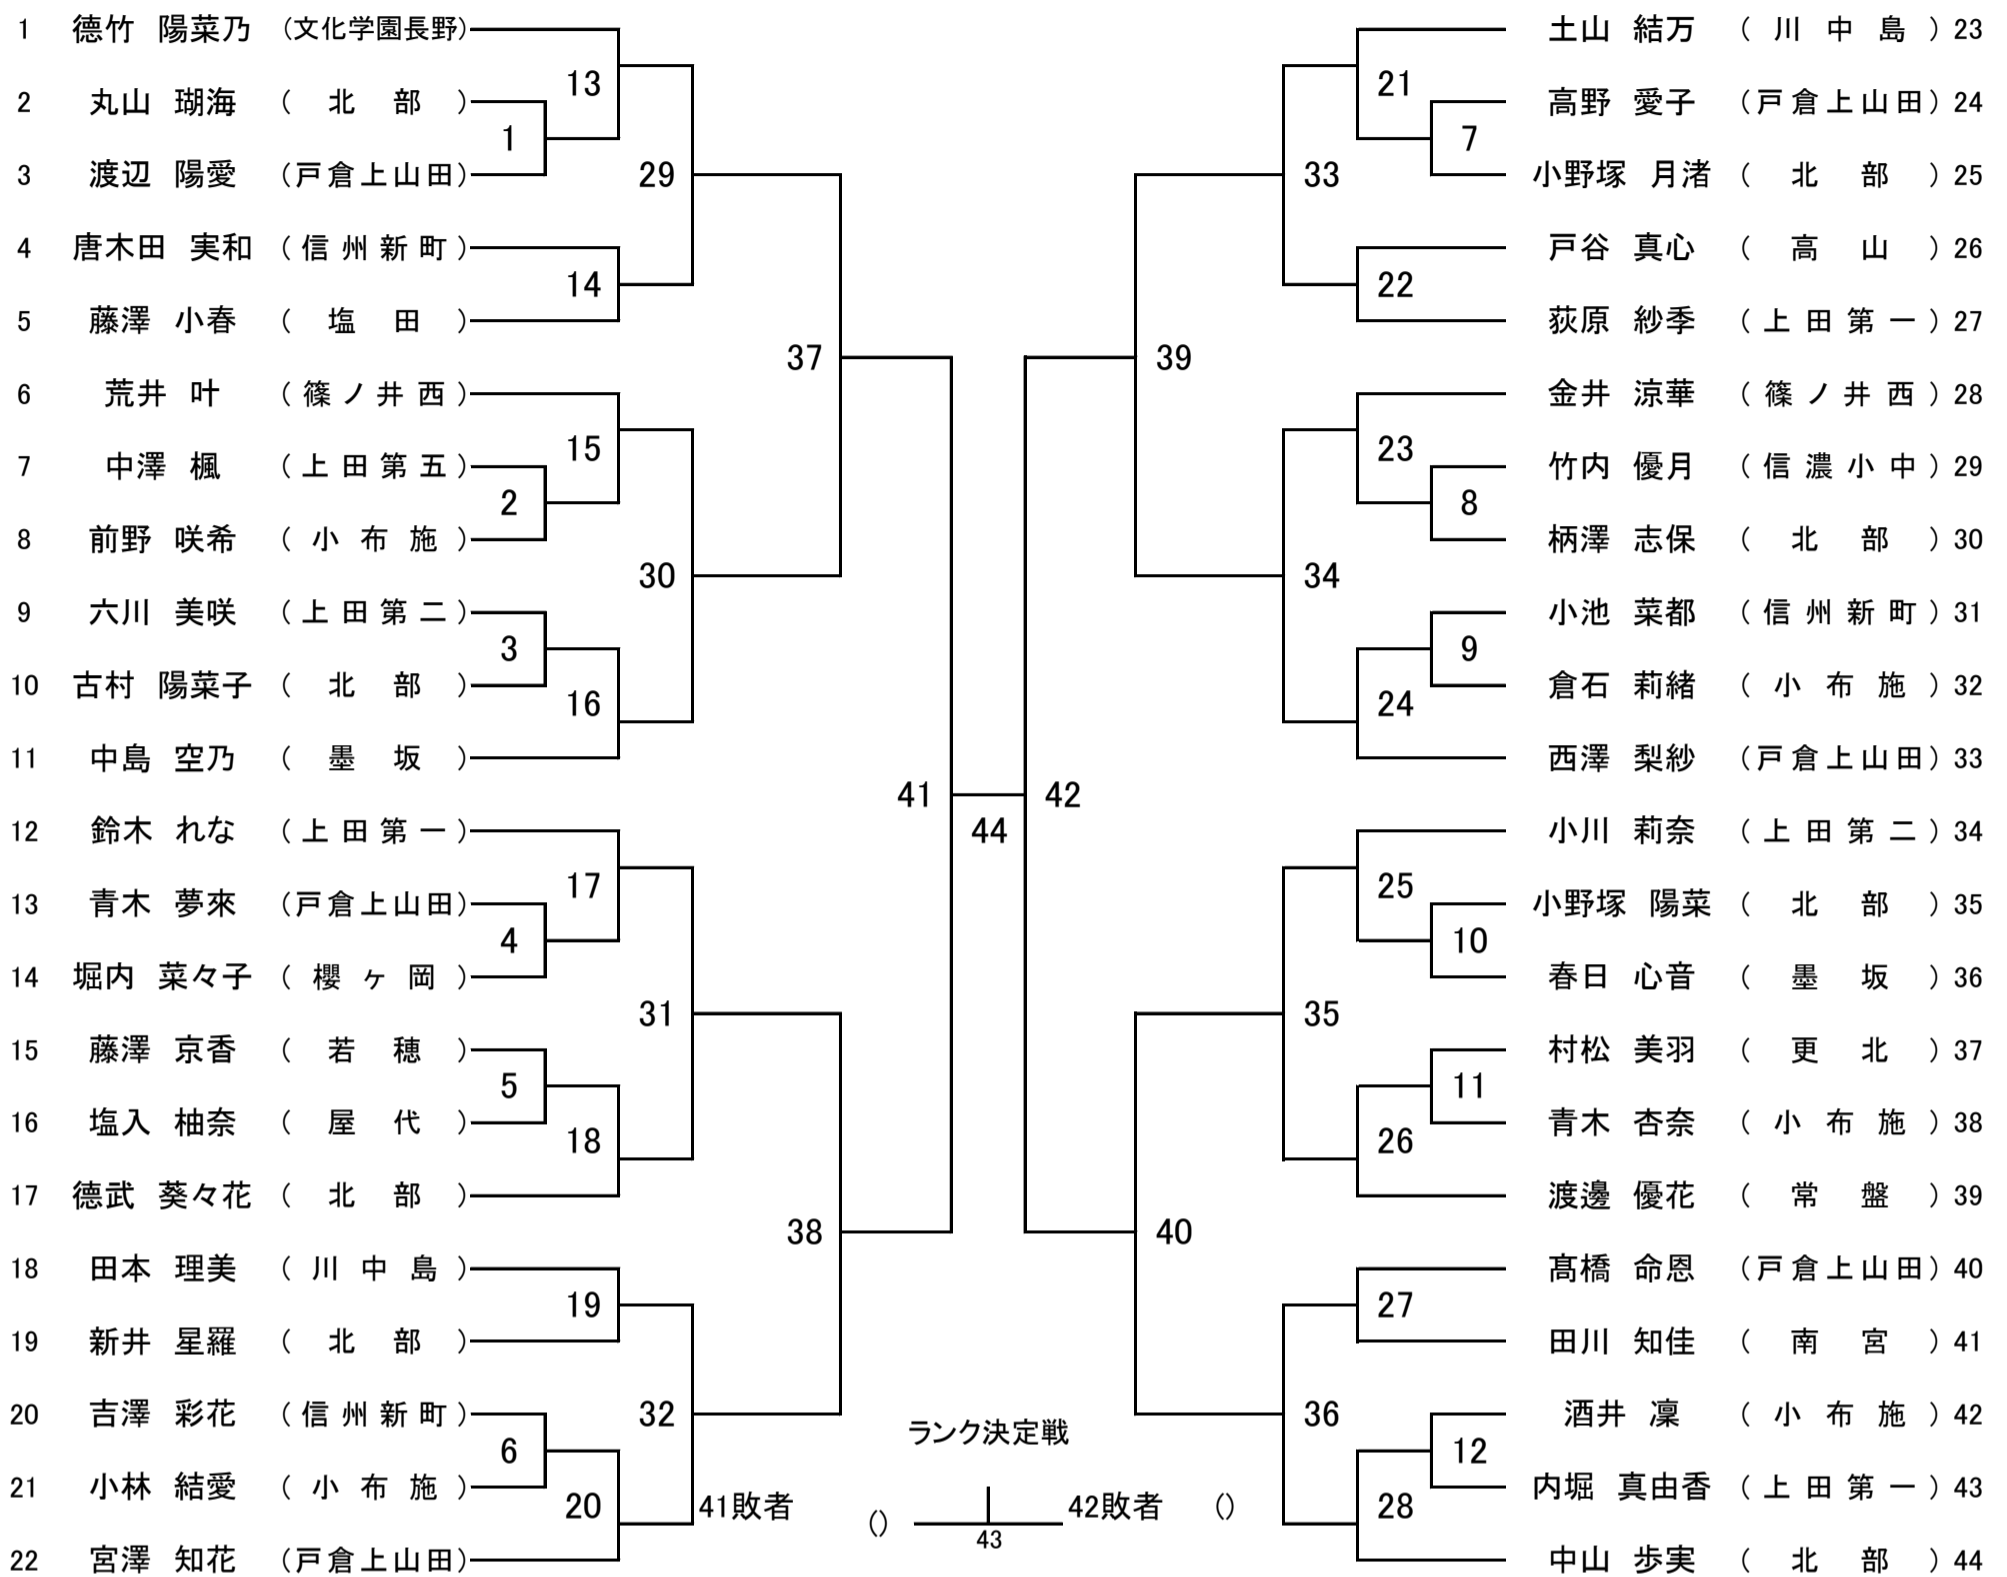 1 德竹 陽菜乃 (文化学園長野)
2 丸山 瑚海 ( 北 部 )
3 渡辺 陽愛 (戸倉上山田)
4 唐木田 実和 ( 信 州 新 町 )
5 藤澤 小春 ( 塩 田 )
6 荒井 叶 ( 篠 ノ 井 西 )
7 中澤 楓 ( 上 田 第 五 )
8 前野 咲希 ( 小 布 施 )
9 六川 美咲 ( 上 田 第 二 )
10 古村 陽菜子 ( 北 部 )
11 中島 空乃 ( 墨 坂 )
12 鈴木 れな ( 上 田 第 一 )
13 青木 夢來 (戸倉上山田)
14 堀内 菜々子 ( 櫻 ヶ 岡 )
15 藤澤 京香 ( 若 穂 )
16 塩入 柚奈 ( 屋 代 )
17 德武 葵々花 ( 北 部 )
18 田本 理美 ( 川 中 島 )
19 新井 星羅 ( 北 部 )
20 吉澤 彩花 ( 信 州 新 町 )
21 小林 結愛 ( 小 布 施 )
22 宮澤 知花 (戸倉上山田)
1
2
3
4
5
6
13
14
15
16
17
18
19
20
29
30
31
32
37
38
41
44
42
39
40
33
34
35
36
21
22
23
24
25
26
27
28
7
8
9
10
11
12
土山 結万 ( 川 中 島 ) 23
高野 愛子 (戸倉上山田) 24
小野塚 月渚 ( 北 部 ) 25
戸谷 真心 ( 高 山 ) 26
荻原 紗季 ( 上 田 第 一 ) 27
金井 涼華 ( 篠 ノ 井 西 ) 28
竹内 優月 ( 信 濃 小 中 ) 29
柄澤 志保 ( 北 部 ) 30
小池 菜都 ( 信 州 新 町 ) 31
倉石 莉緒 ( 小 布 施 ) 32
西澤 梨紗 (戸倉上山田) 33
小川 莉奈 ( 上 田 第 二 ) 34
小野塚 陽菜 ( 北 部 ) 35
春日 心音 ( 墨 坂 ) 36
村松 美羽 ( 更 北 ) 37
青木 杏奈 ( 小 布 施 ) 38
渡邊 優花 ( 常 盤 ) 39
髙橋 命恩 (戸倉上山田) 40
田川 知佳 ( 南 宮 ) 41
酒井 凜 ( 小 布 施 ) 42
内堀 真由香 ( 上 田 第 一 ) 43
中山 歩実 ( 北 部 ) 44
ランク決定戦
41敗者 () 42敗者 ()
43